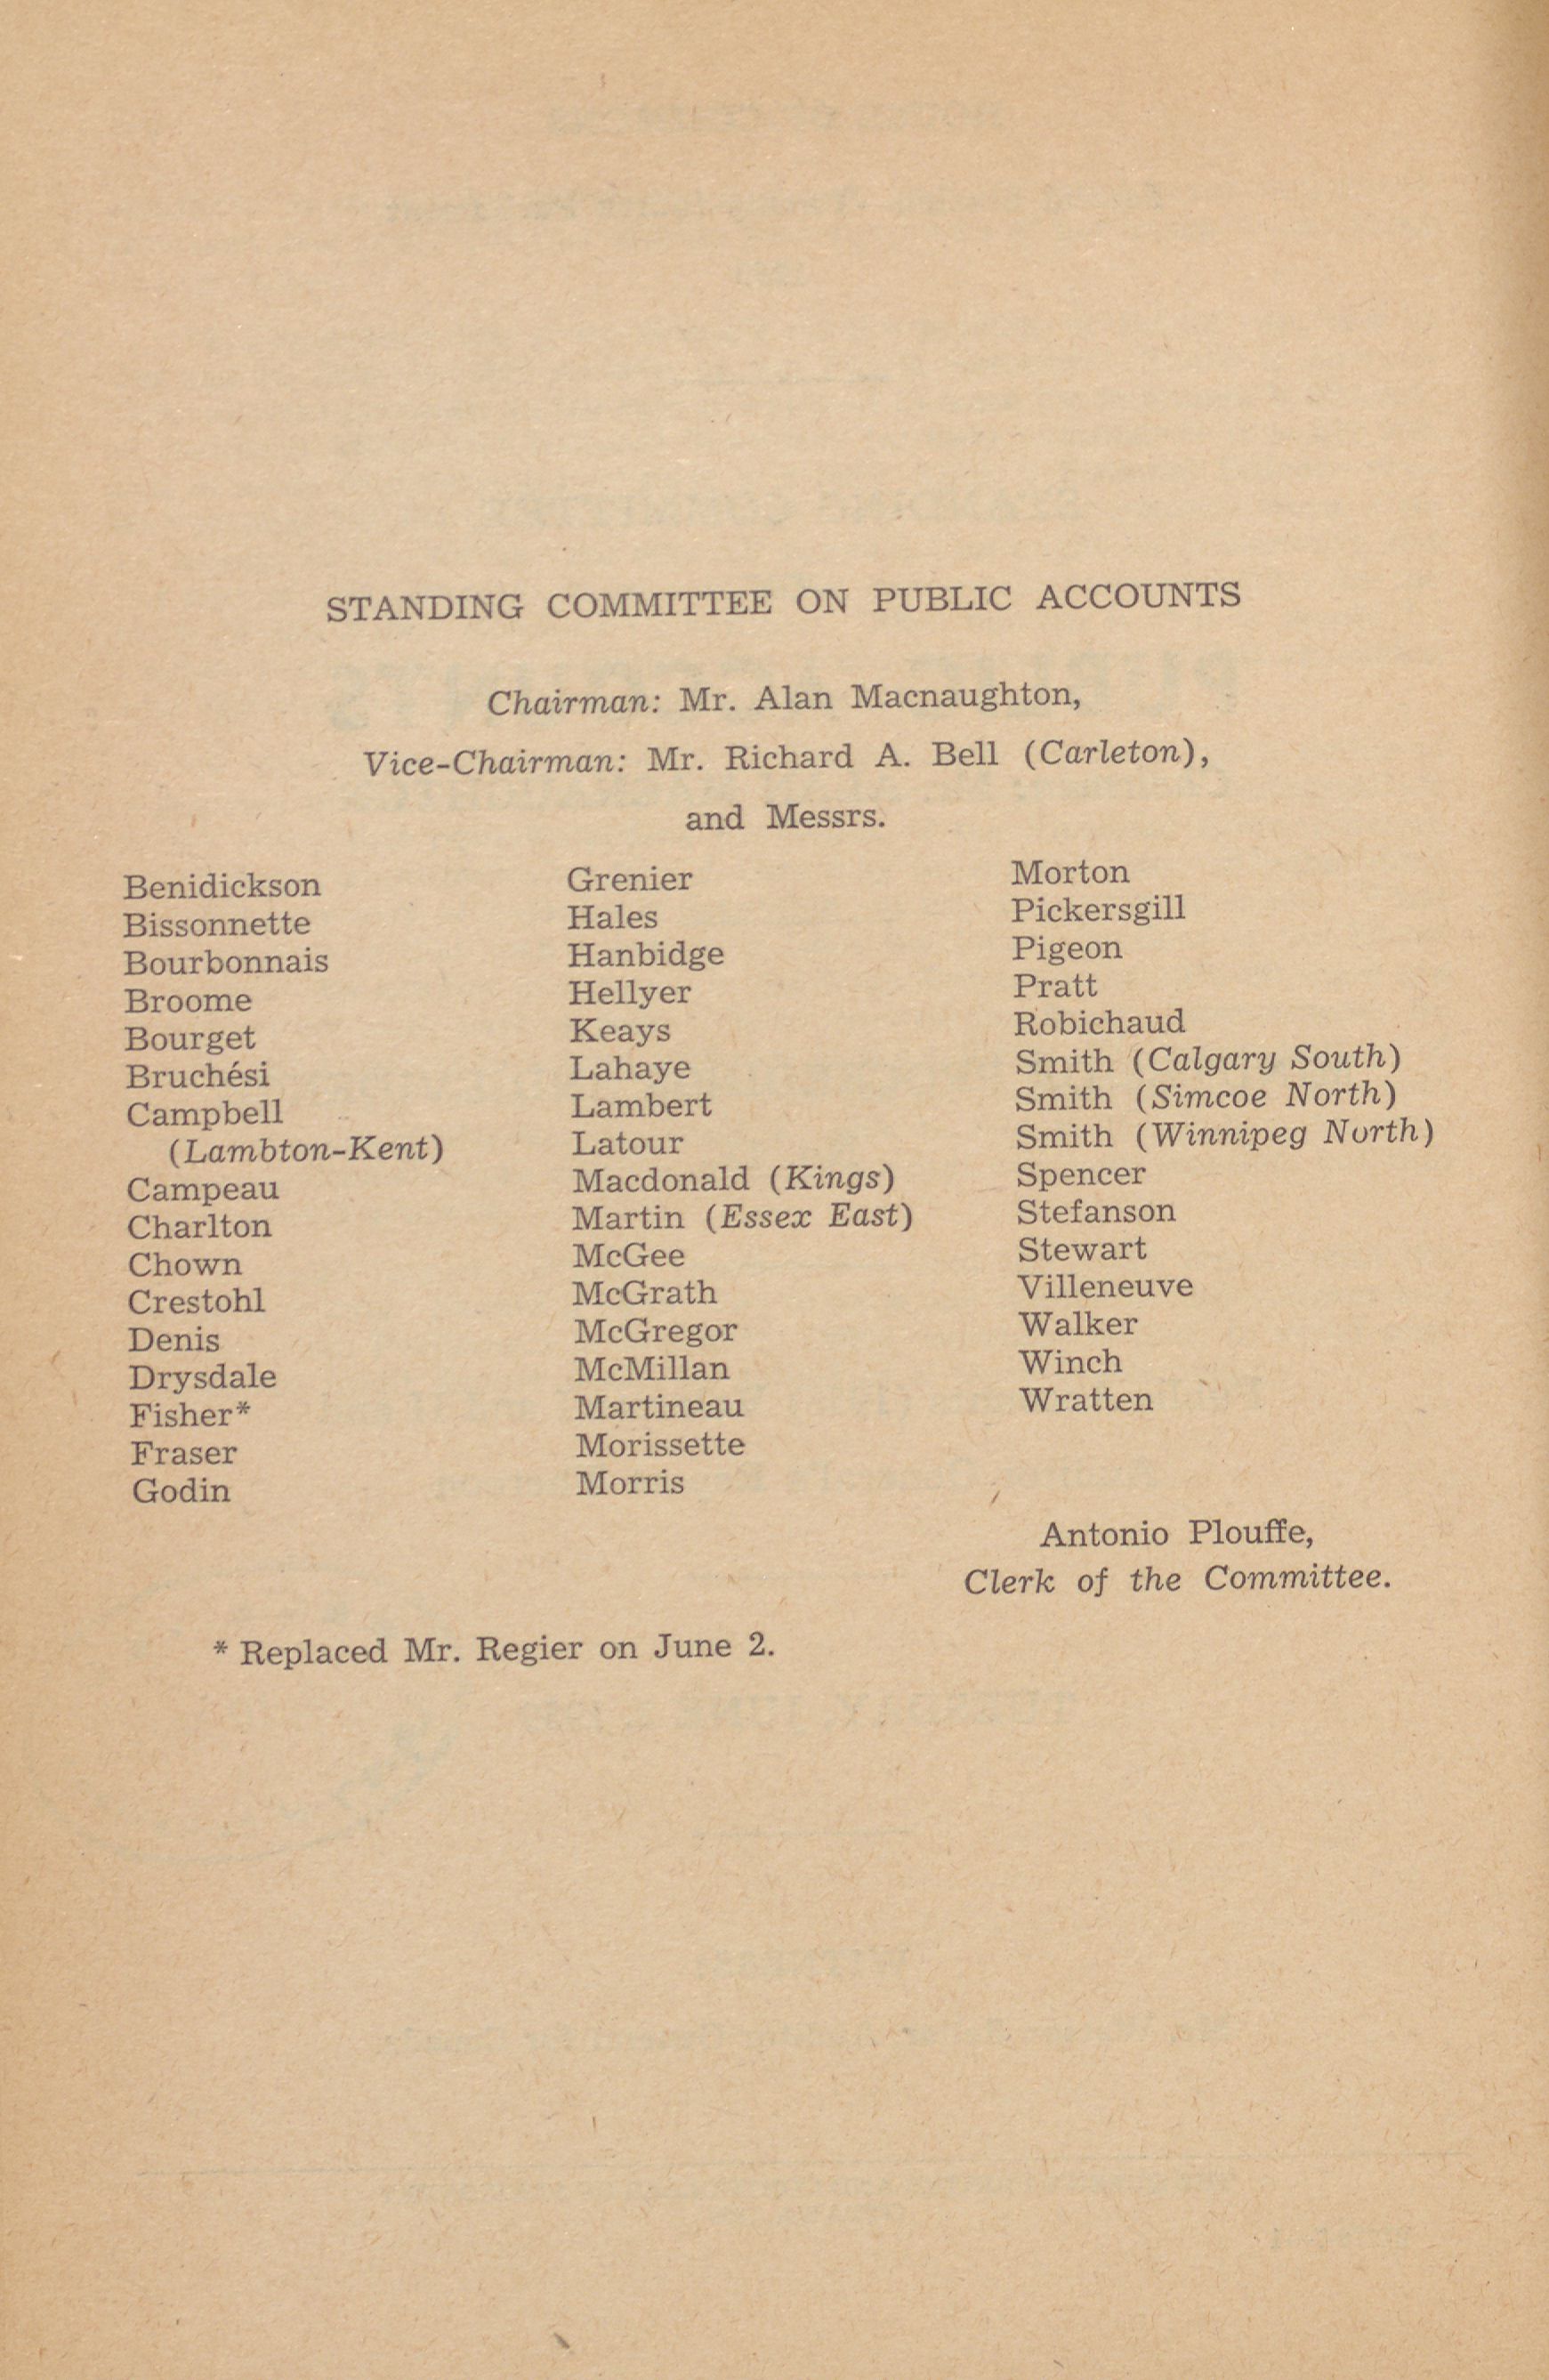 STANDING COMMITTEE ON PUBLIC ACCOUNTS
Chairman: Mr. Alan Macnaughton,
Vice-Chairman: Mr. Richard A. Bell (Carleton),
and Messrs.
Benidickson
Bissonnette
Bourbonnais
Broome
Bourget
Bruchési
Campbell
(Lambton-Kent)
Campeau
Charlton
Chown
Crestohl
Denis
Drysdale
Fisher*
Fraser
Godin
Grenier
Hales
Hanbidge
Hellyer
Keays
Lahaye
Lambert
Latour
Macdonald (Kings)
Martin (Essex East)
McGee
McGrath
McGregor
McMillan
Martineau
Morissette
Morris
Morton
Pickersgill
Pigeon
Pratt
Robichaud
Smith (Calgary South)
Smith (Simcoe North)
Smith (Winnipeg North)
Spencer
Stefanson
Stewart
Villeneuve
Walker
Winch
Wratten
Antonio Plouffe,
Clerk of the Committee.
* Replaced Mr. Regier on June 2.